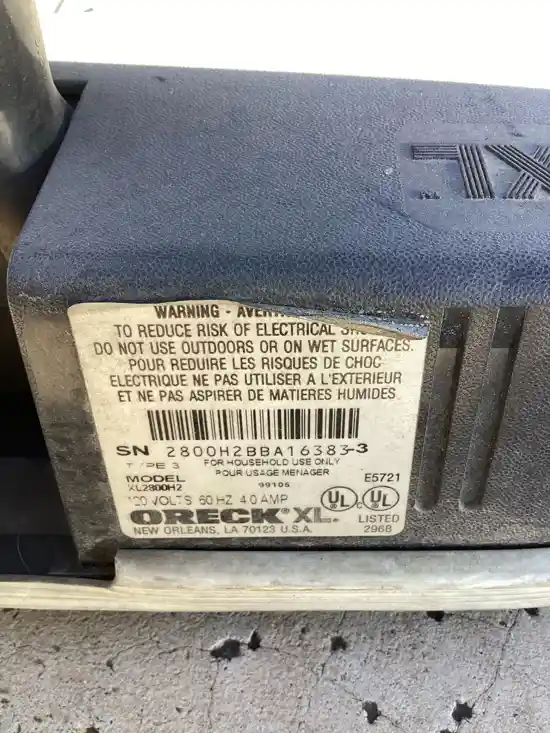 XL
WARNING -
TO REDUCE RISK OF ELECTRICAL
DO NOT USE OUTDOORS OR ON WET SURFACES.
POUR REDUIRE LES RISQUES DE CHOC
ELECTRIQUE NE PAS UTILISER A L'EXTERIEUR
ET NE PAS ASPIRER DE MATIERES HUMIDES
SN 2800H2BBA16383-3
TYPE 3 FOR HOUSEHOLD USE ONLY
POUR USAGE MENAGER
MODEL 99106 E5721
XL2800H2
120 VOLTS 60 HZ 4.0 AMP UL C UL
ORECK XL. LISTED
NEW ORLEANS, LA 70123 U.S.A. 2968